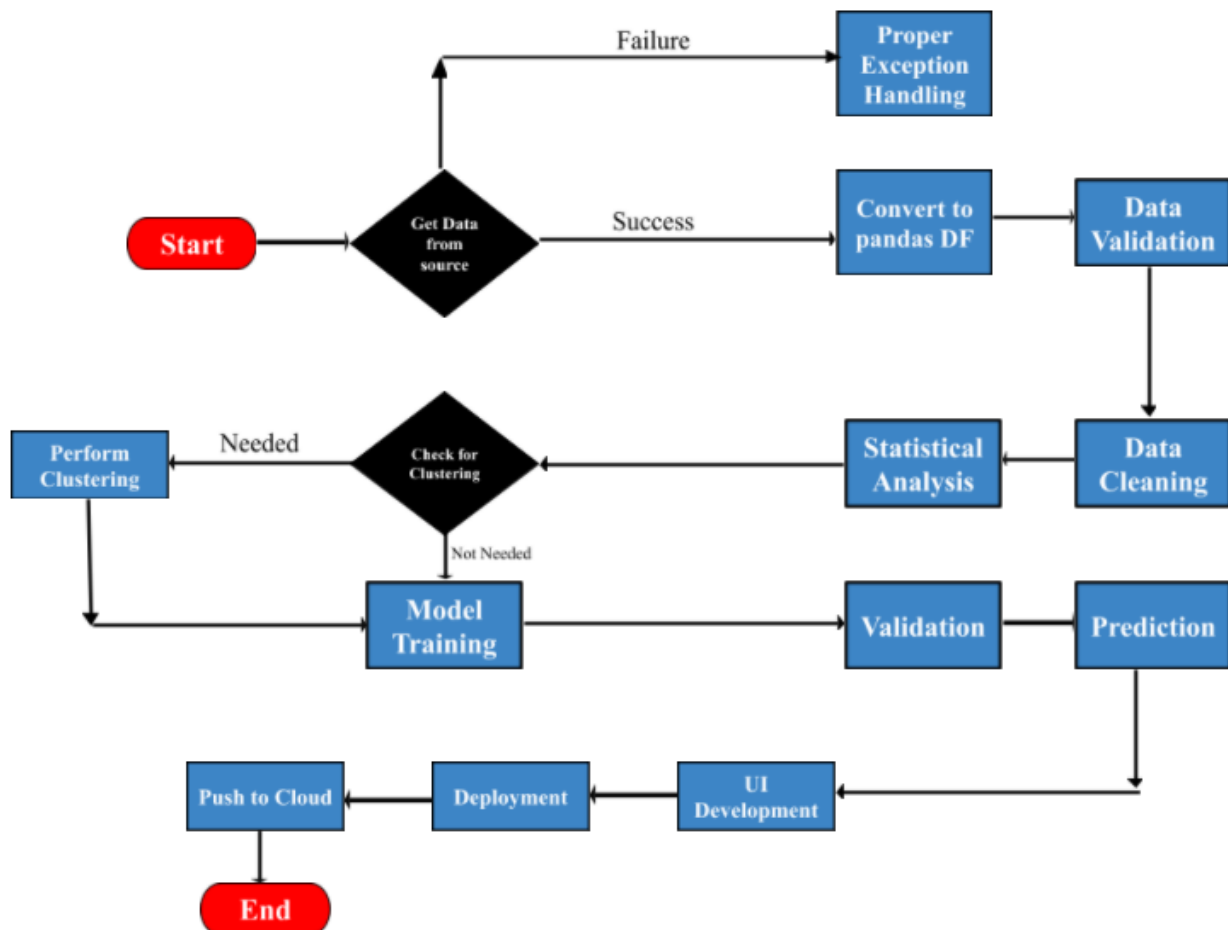 Failure
Proper
Exception
Handling
Start
Get Data
from
source
Success
Convert to
pandas DF
Data
Validation
Perform
Clustering
Needed
Check for
Clustering
Statistical
Analysis
Data
Cleaning
Not Needed
Model
Training
Validation
Prediction
Push to Cloud
Deployment
UI
Development
End